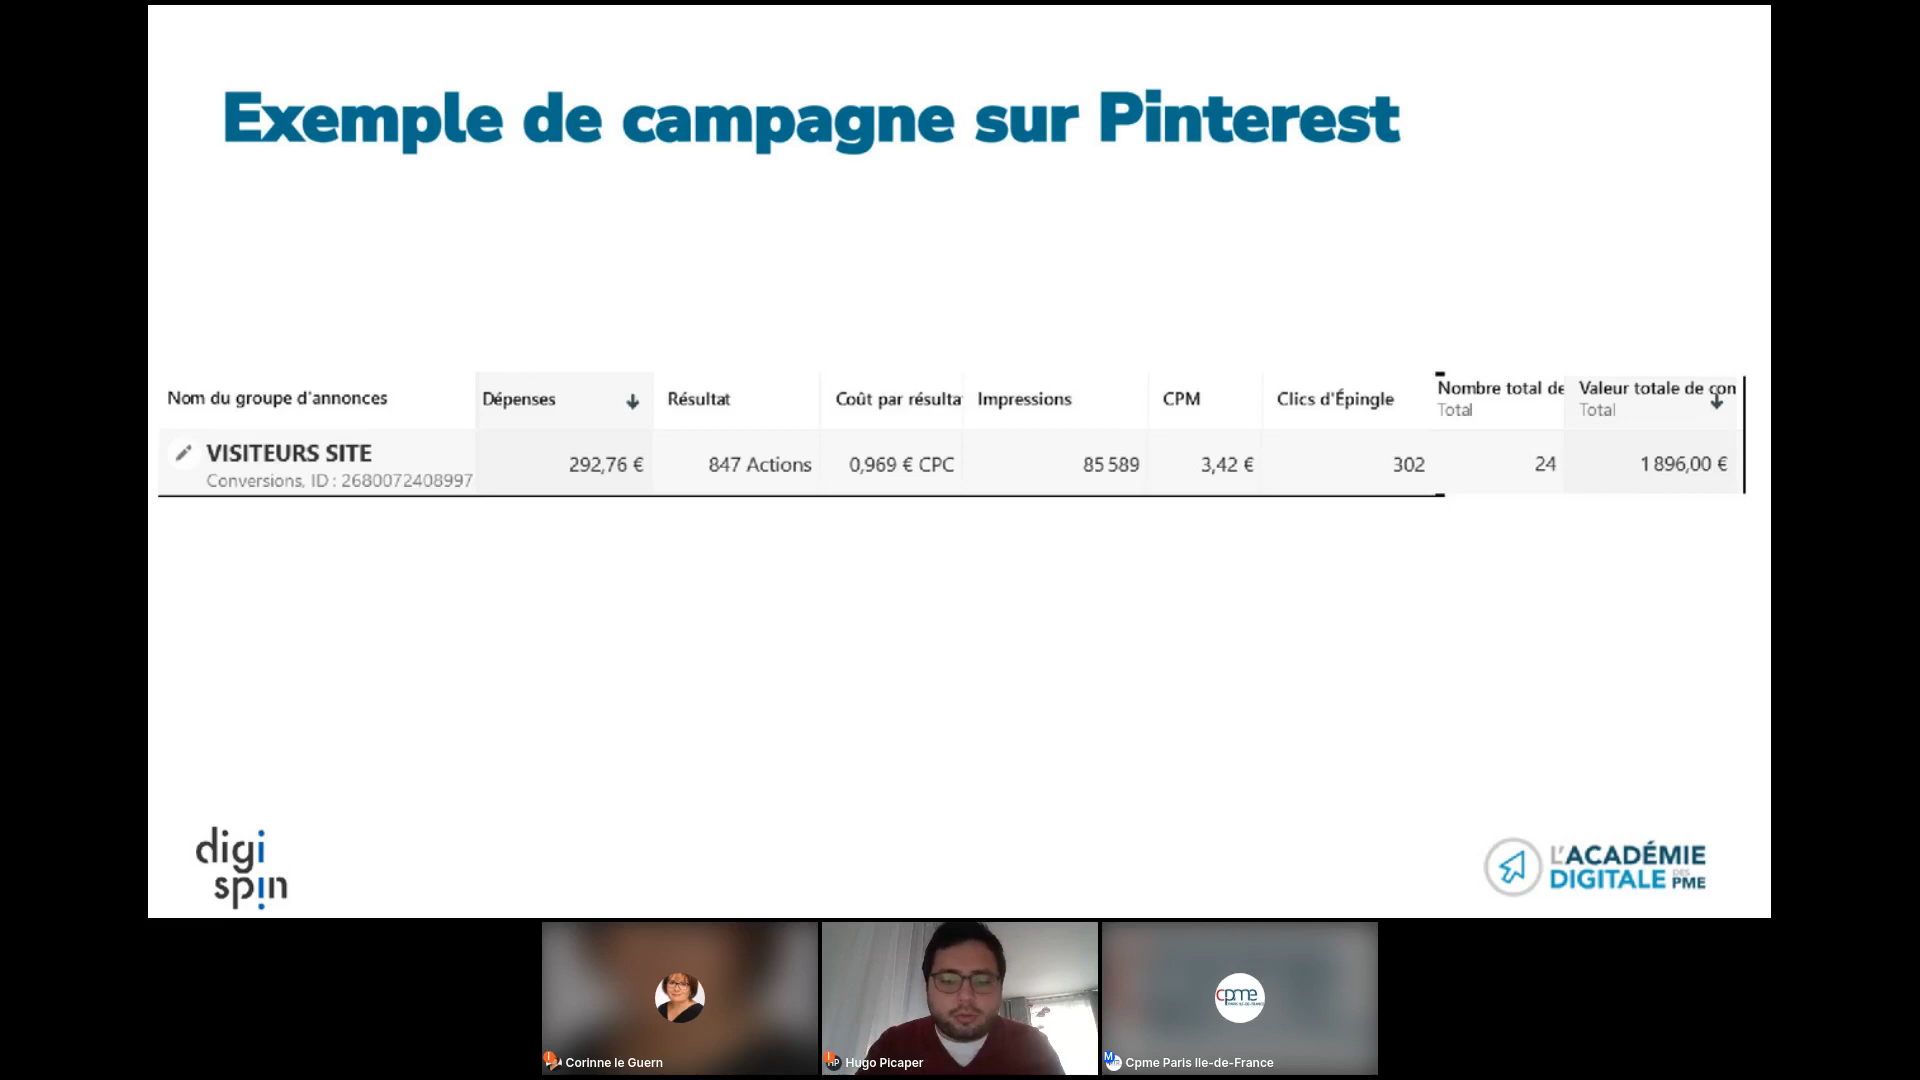 Exemple de campagne sur Pinterest
Nom du groupe d'annonces Dépenses Résultat Coût par résulta Impressions CPM Clics d'Épingle Nombre total de Valeur totale de con
Total Total
VISITEURS SITE 292,76 € 847 Actions 0,969 € CPC 85 589 3,42 € 302 24 1 896,00 €
Conversions, ID : 2680072408997
digi
spin
L'ACADÉMIE
DIGITALE DES PME
cpme
Corinne le Guern
HP Hugo Picaper
M Cpme Paris Ile-de-France